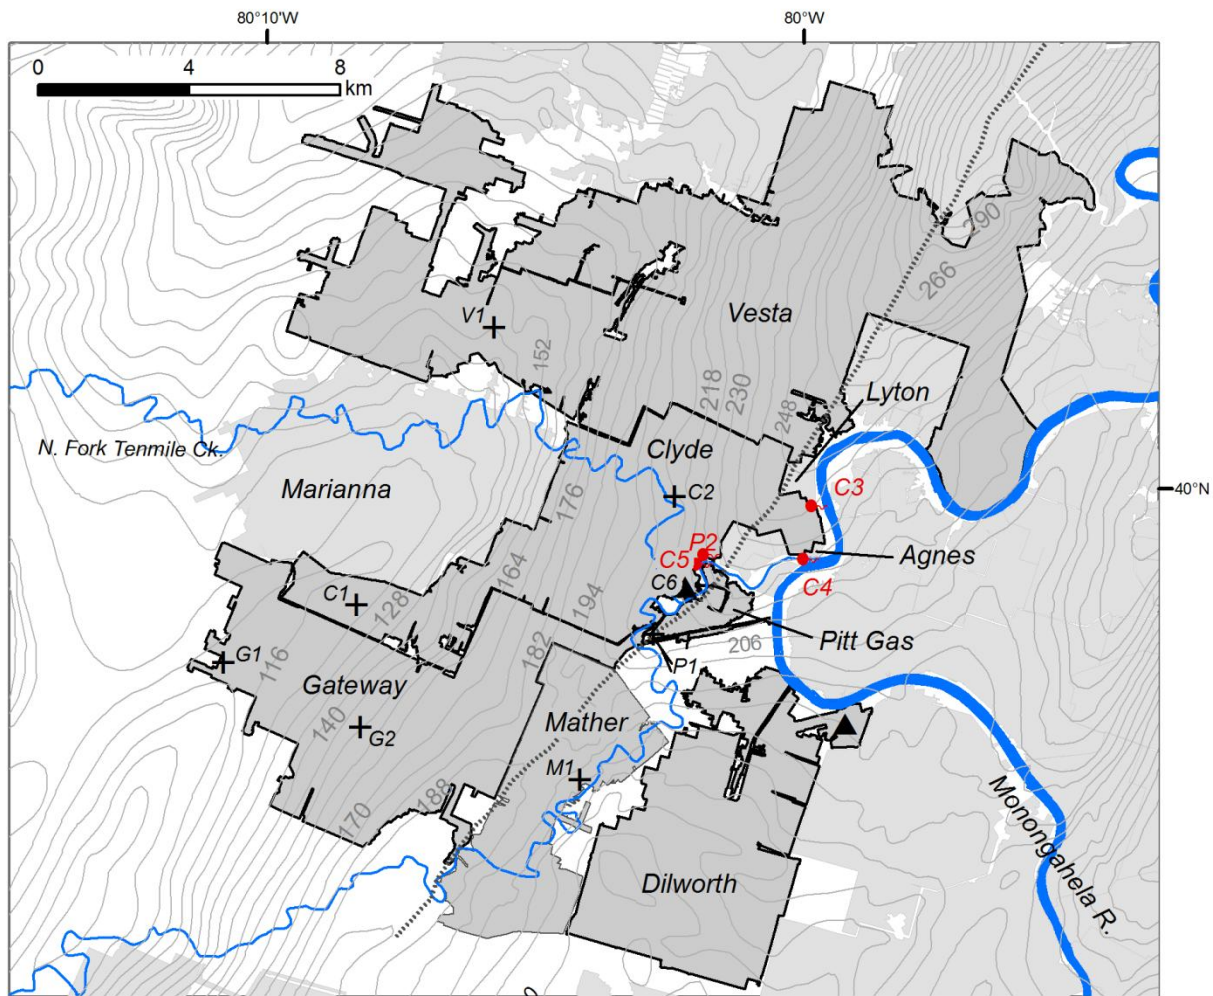 80°10'W
80°W
0
4
8
km
290
266
Vesta
V1
152
218
230
248
Lyton
N. Fork Tenmile Ck.
Clyde
Marianna
176
C2
C3
40°N
P2
Agnes
C5
C4
164
C6
C1
128
194
Pitt Gas
182
206
G1
116
P1
Gateway
140
G2
Mather
M1
188
170
Monongahela R.
Dilworth